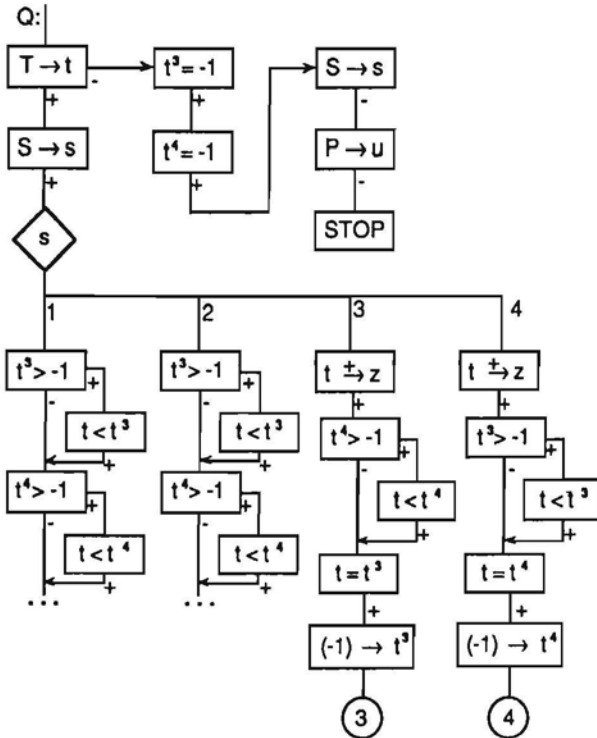 Q:
T → t
-
t³ = -1
S → s
+
+
-
S → s
t⁴ = -1
P → u
+
+
-
s
STOP
1
2
3
4
t³ > -1
t³ > -1
t ±→ z
t ±→ z
+
+
+
+
-
-
t⁴ > -1
t³ > -1
t < t³
t < t³
+
+
+
+
-
-
t⁴ > -1
t⁴ > -1
t < t⁴
t < t³
+
+
+
+
-
-
t < t⁴
t < t⁴
t = t³
t = t⁴
+
+
+
+
...
...
(-1) → t³
(-1) → t⁴
3
4